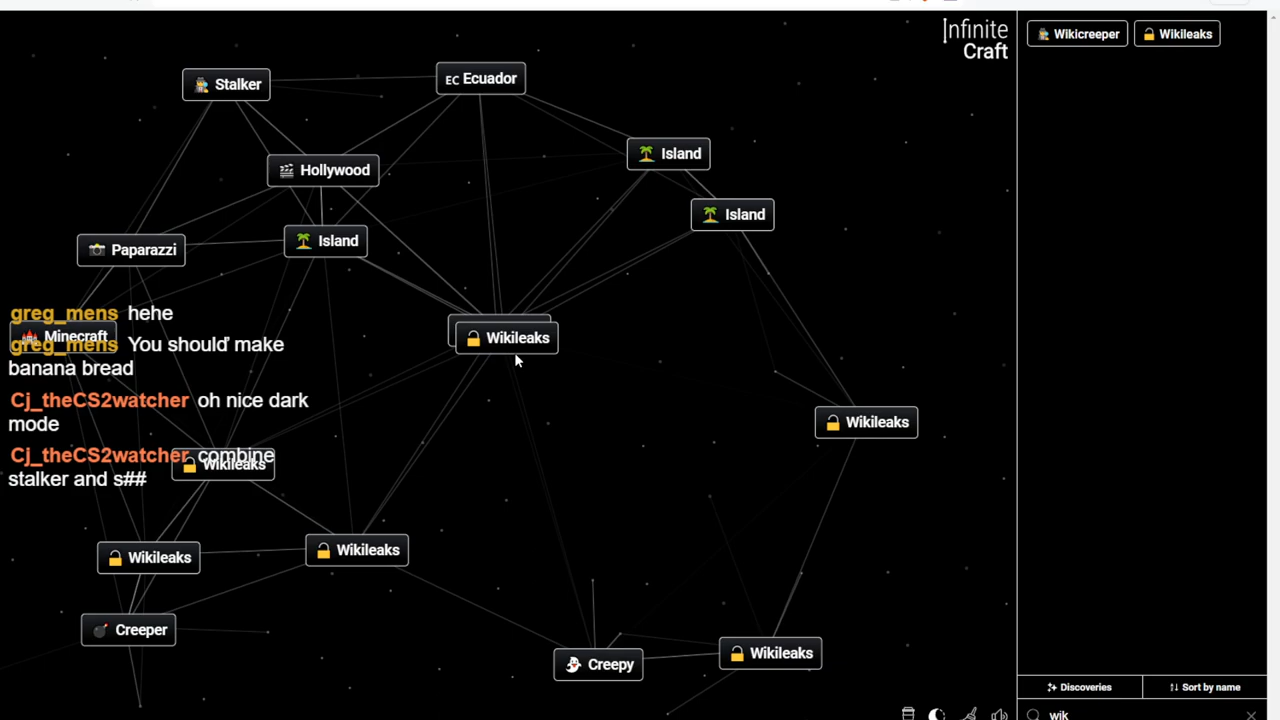 Infinite
Craft
Wikicreeper
Wikileaks
Stalker
EC Ecuador
Island
Hollywood
Island
Island
Paparazzi
Minecraft
Wikileaks
greg_mens hehe
greg_mens You should make
banana bread
Cj_theCS2watcher oh nice dark
mode
Cj_theCS2watcher combine
stalker and s##
Wikileaks
Wikileaks
Wikileaks
Wikileaks
Creeper
Creepy
Wikileaks
Discoveries
Sort by name
wik